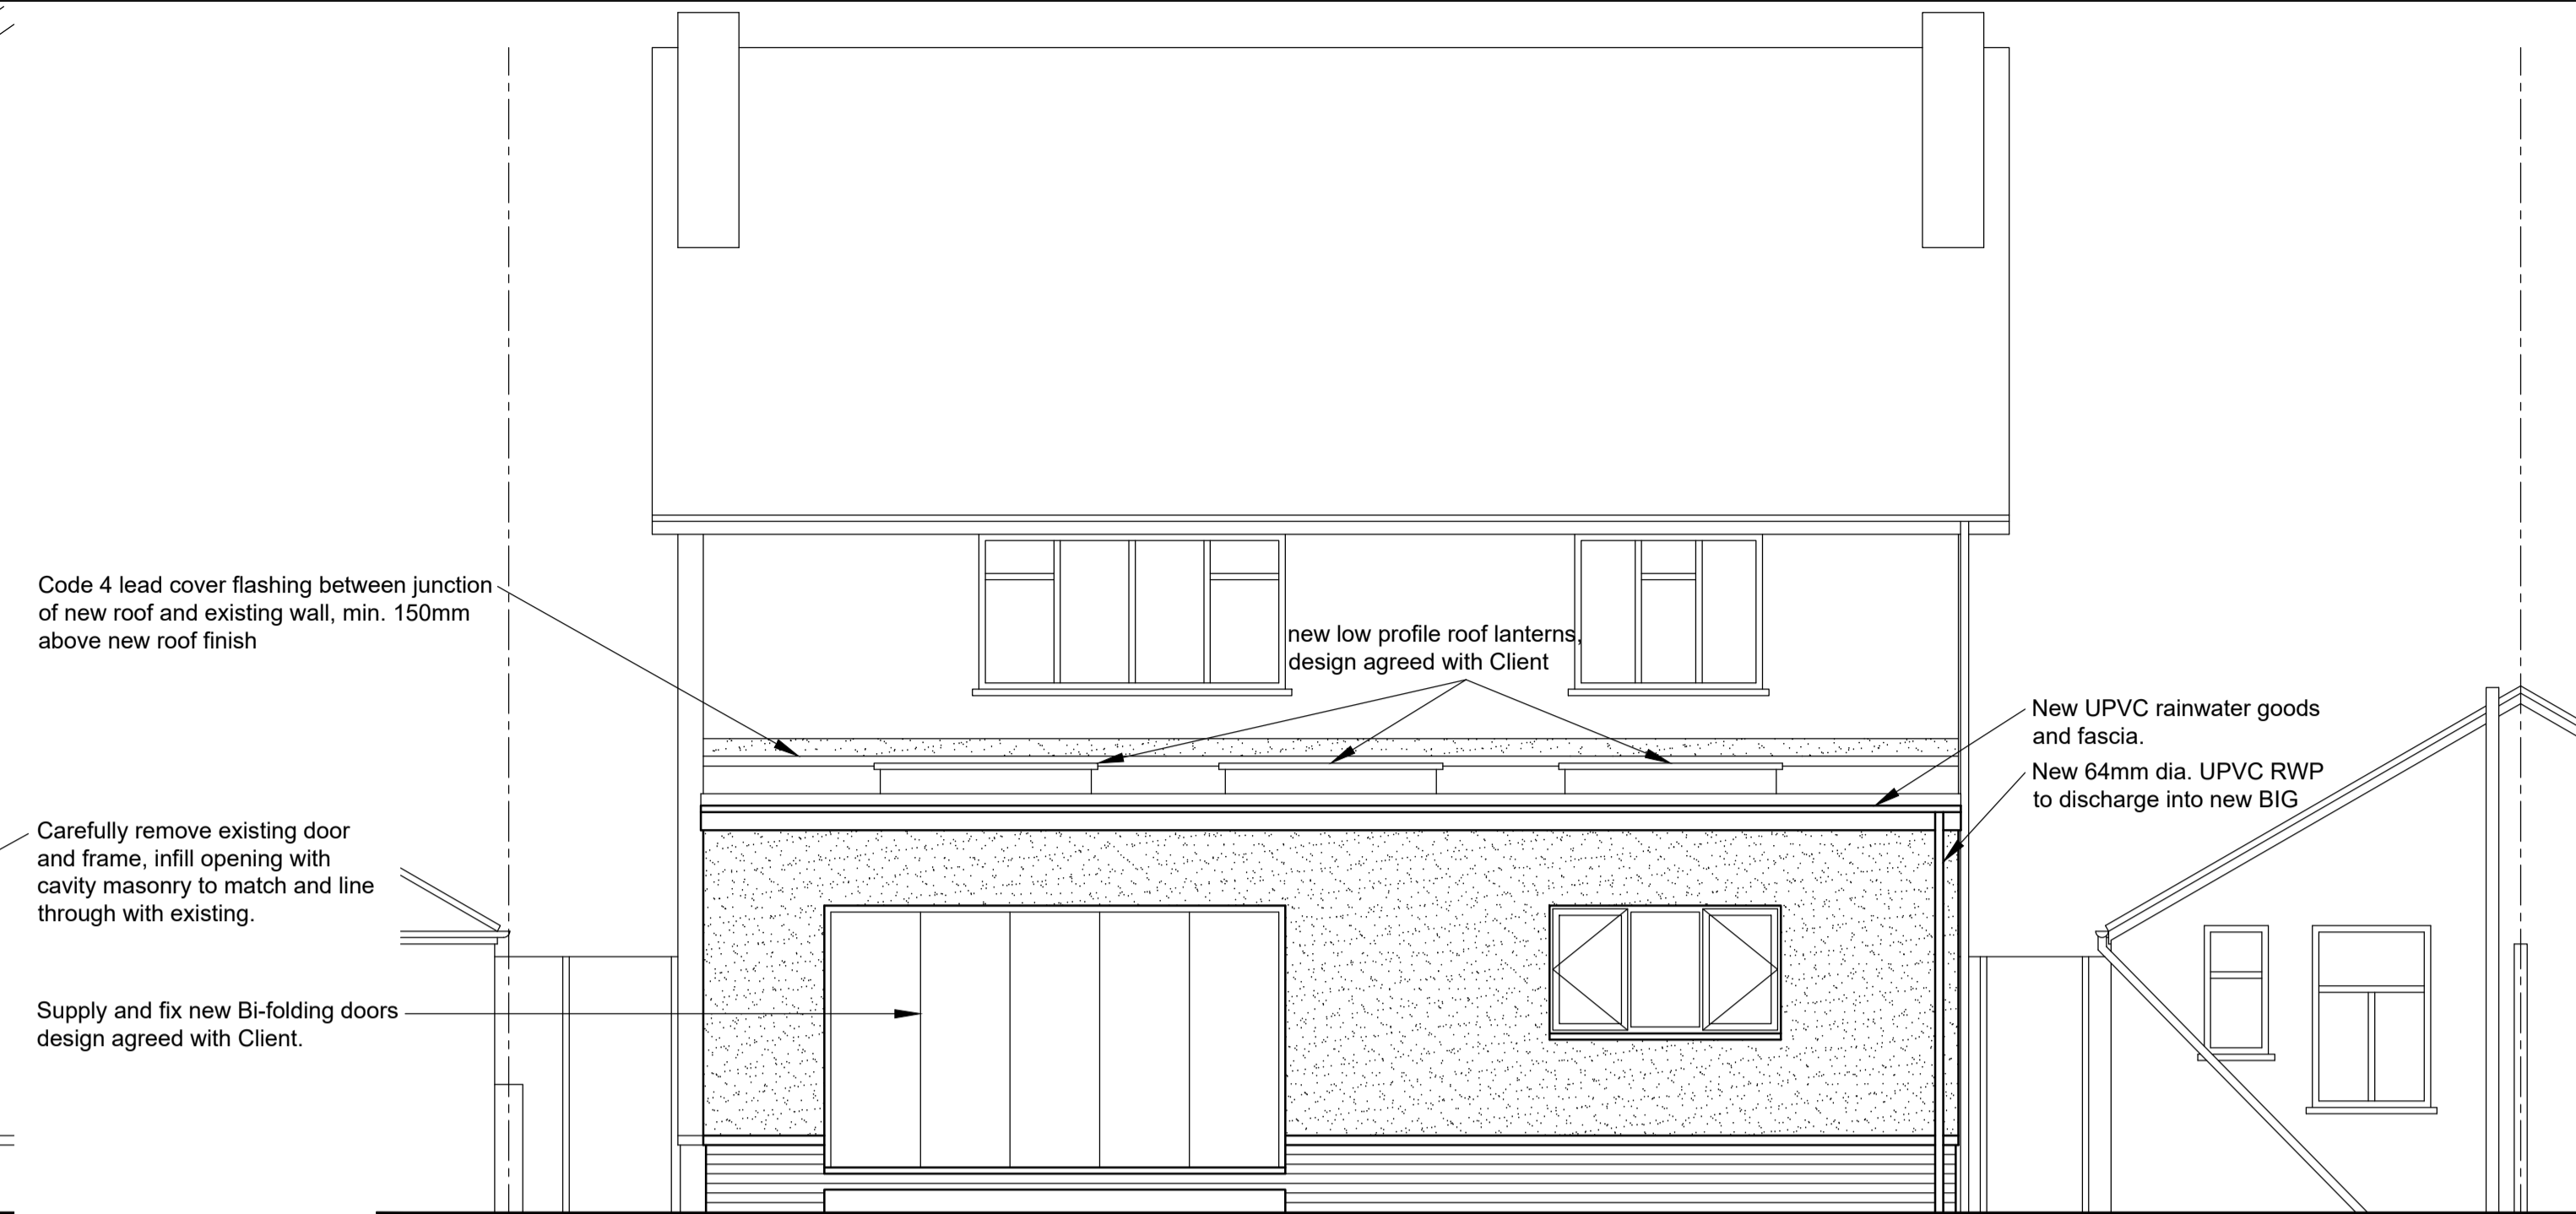 Code 4 lead cover flashing between junction
of new roof and existing wall, min. 150mm
above new roof finish
new low profile roof lanterns,
design agreed with Client
New UPVC rainwater goods
and fascia.
New 64mm dia. UPVC RWP
to discharge into new BIG
Carefully remove existing door
and frame, infill opening with
cavity masonry to match and line
through with existing.
Supply and fix new Bi-folding doors
design agreed with Client.